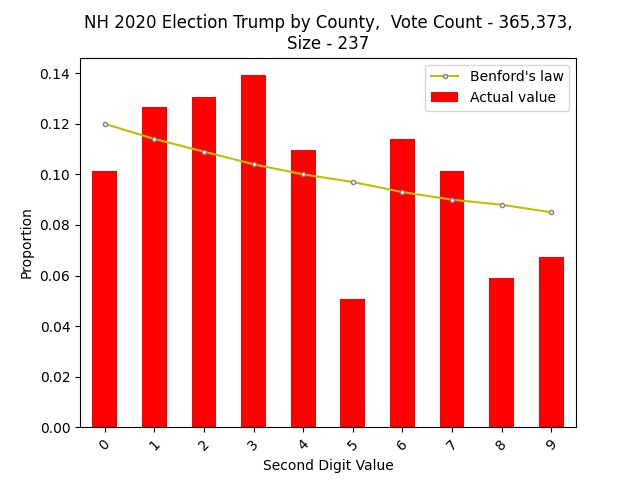 NH 2020 Election Trump by County,  Vote Count - 365,373,
Size - 237
Benford's law
Actual value
0.14
0.12
0.10
0.08
0.06
0.04
0.02
0.00
Proportion
0 1 2 3 4 5 6 7 8 9
Second Digit Value